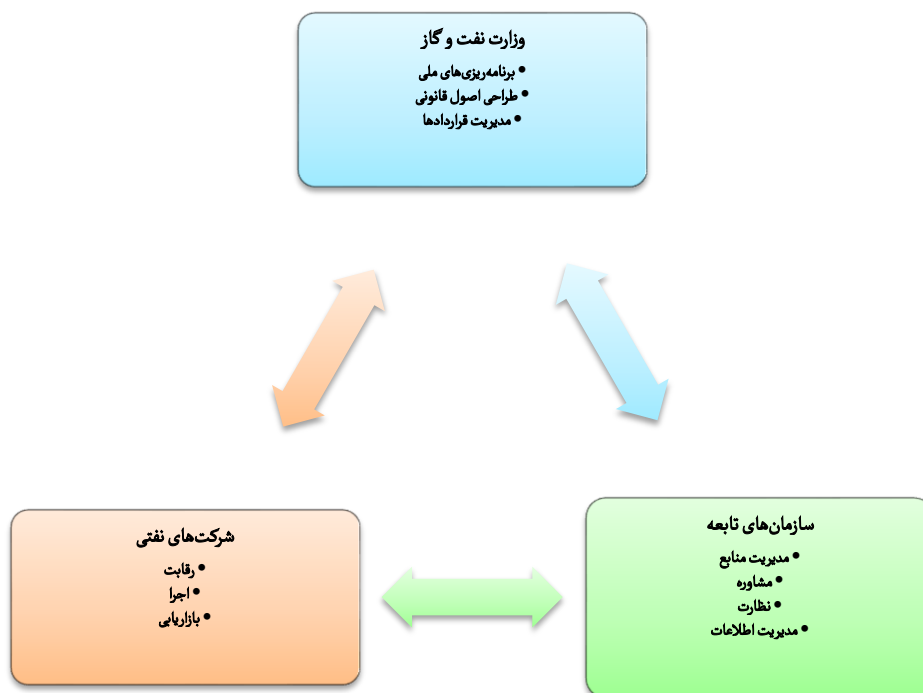 وزارت نفت و گاز
• برنامه‌ریزی‌های ملی
• طراحی اصول قانونی
• مدیریت قراردادها
سازمان‌های تابعه
• مدیریت منابع
• مشاوره
• نظارت
• مدیریت اطلاعات
شرکت‌های نفتی
• رقابت
• اجرا
• بازاریابی